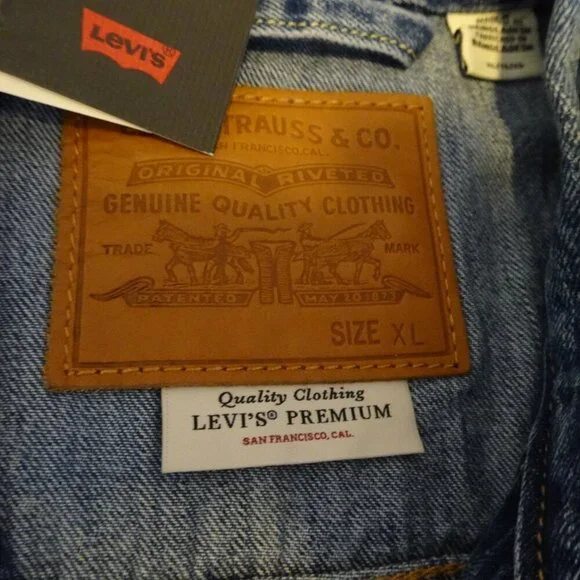 Levi's®
STRAUSS & CO.
SAN FRANCISCO, CAL.
ORIGINAL RIVETED
GENUINE QUALITY CLOTHING
TRADE MARK
PATENTED MAY 20 1873
SIZE XL
Quality Clothing
LEVI'S® PREMIUM
SAN FRANCISCO, CAL.